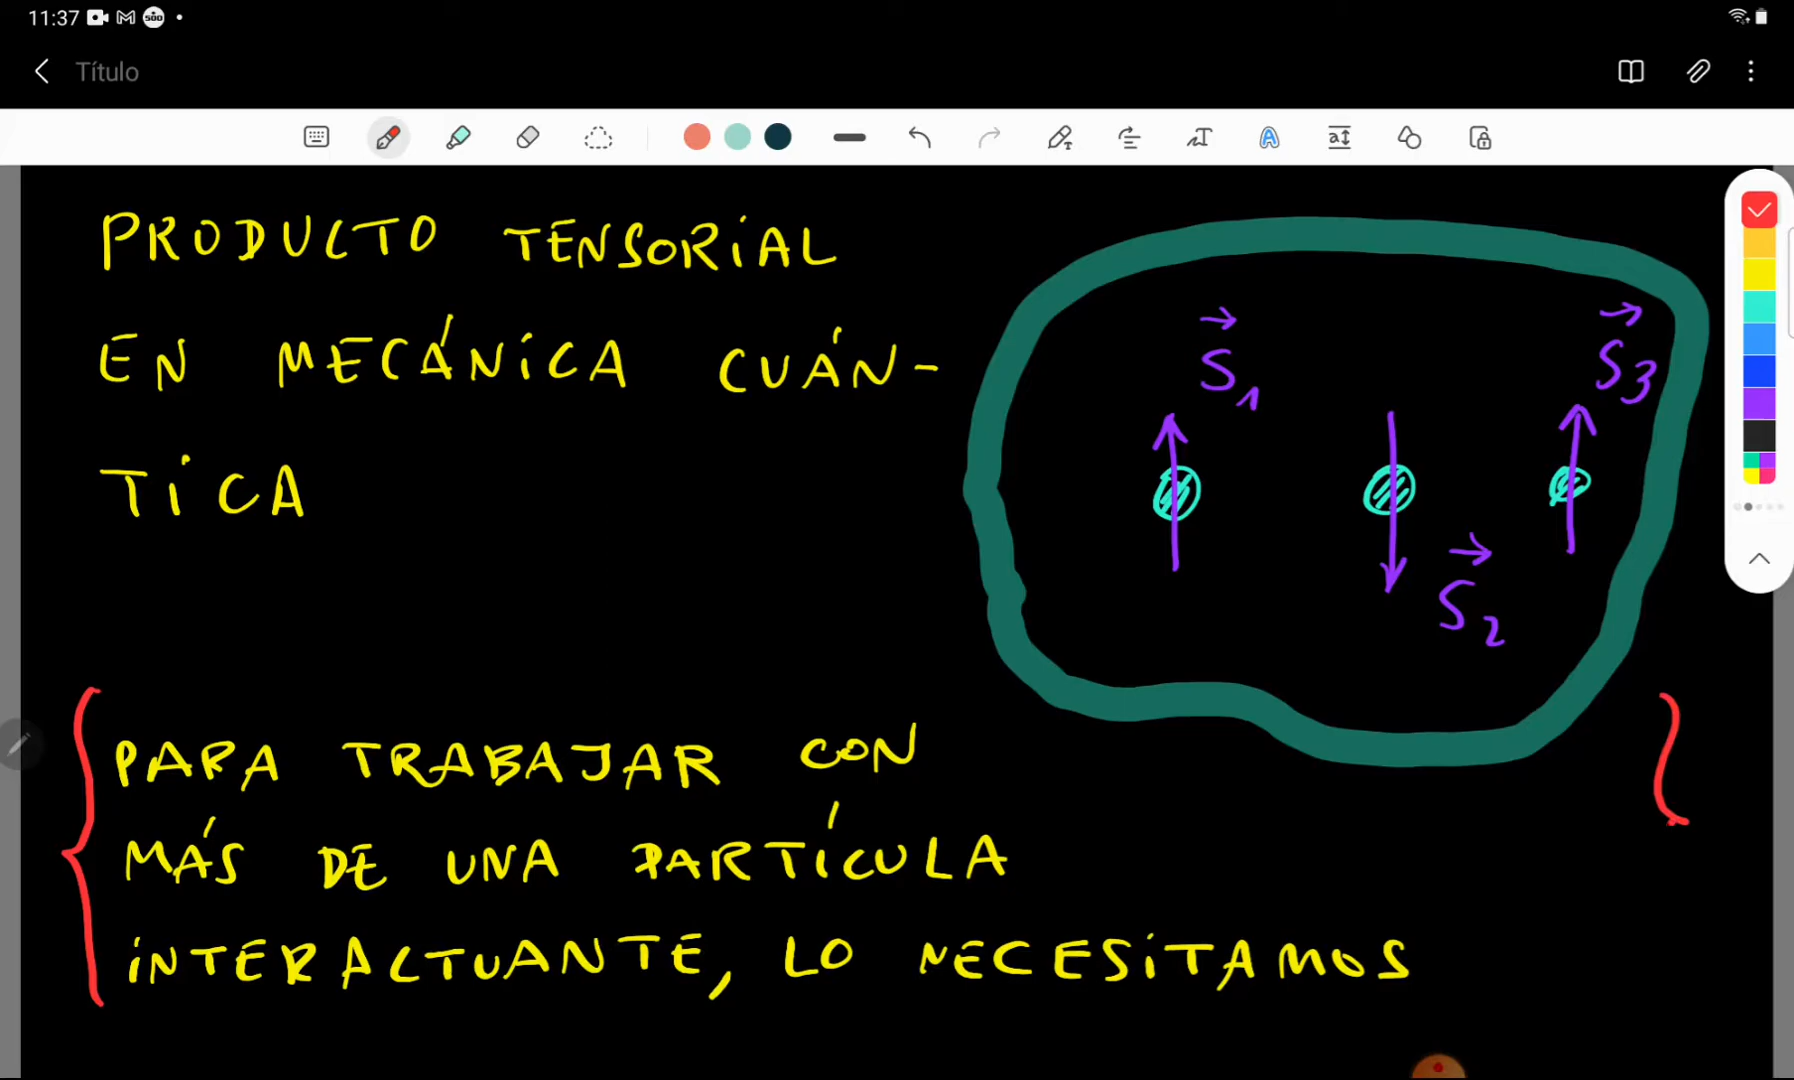 11:37
Título
PRODUCTO TENSORIAL
EN MECÁNICA CUÁN-
TICA
S1
S2
S3
PARA TRABAJAR CON
MÁS DE UNA PARTÍCULA
INTERACTUANTE, LO NECESITAMOS